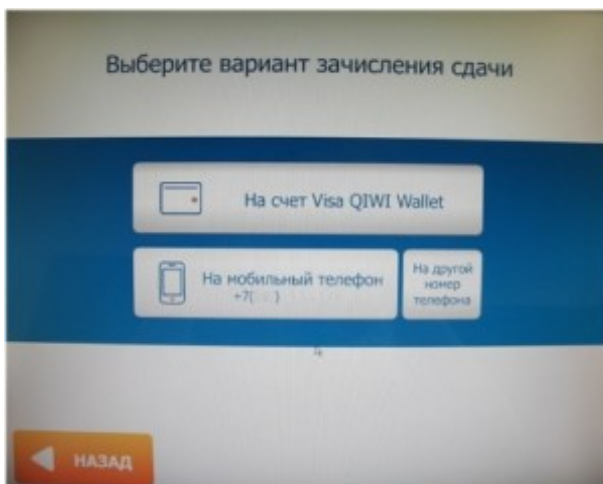 Выберите вариант зачисления сдачи
На счет Visa QIWI Wallet
На мобильный телефон
+7( )
На другой
номер
телефона
НАЗАД